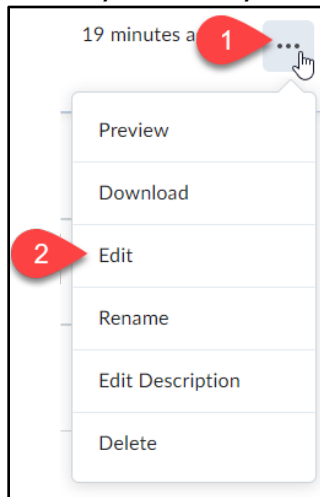 19 minutes a
1
...
Preview
Download
2
Edit
Rename
Edit Description
Delete